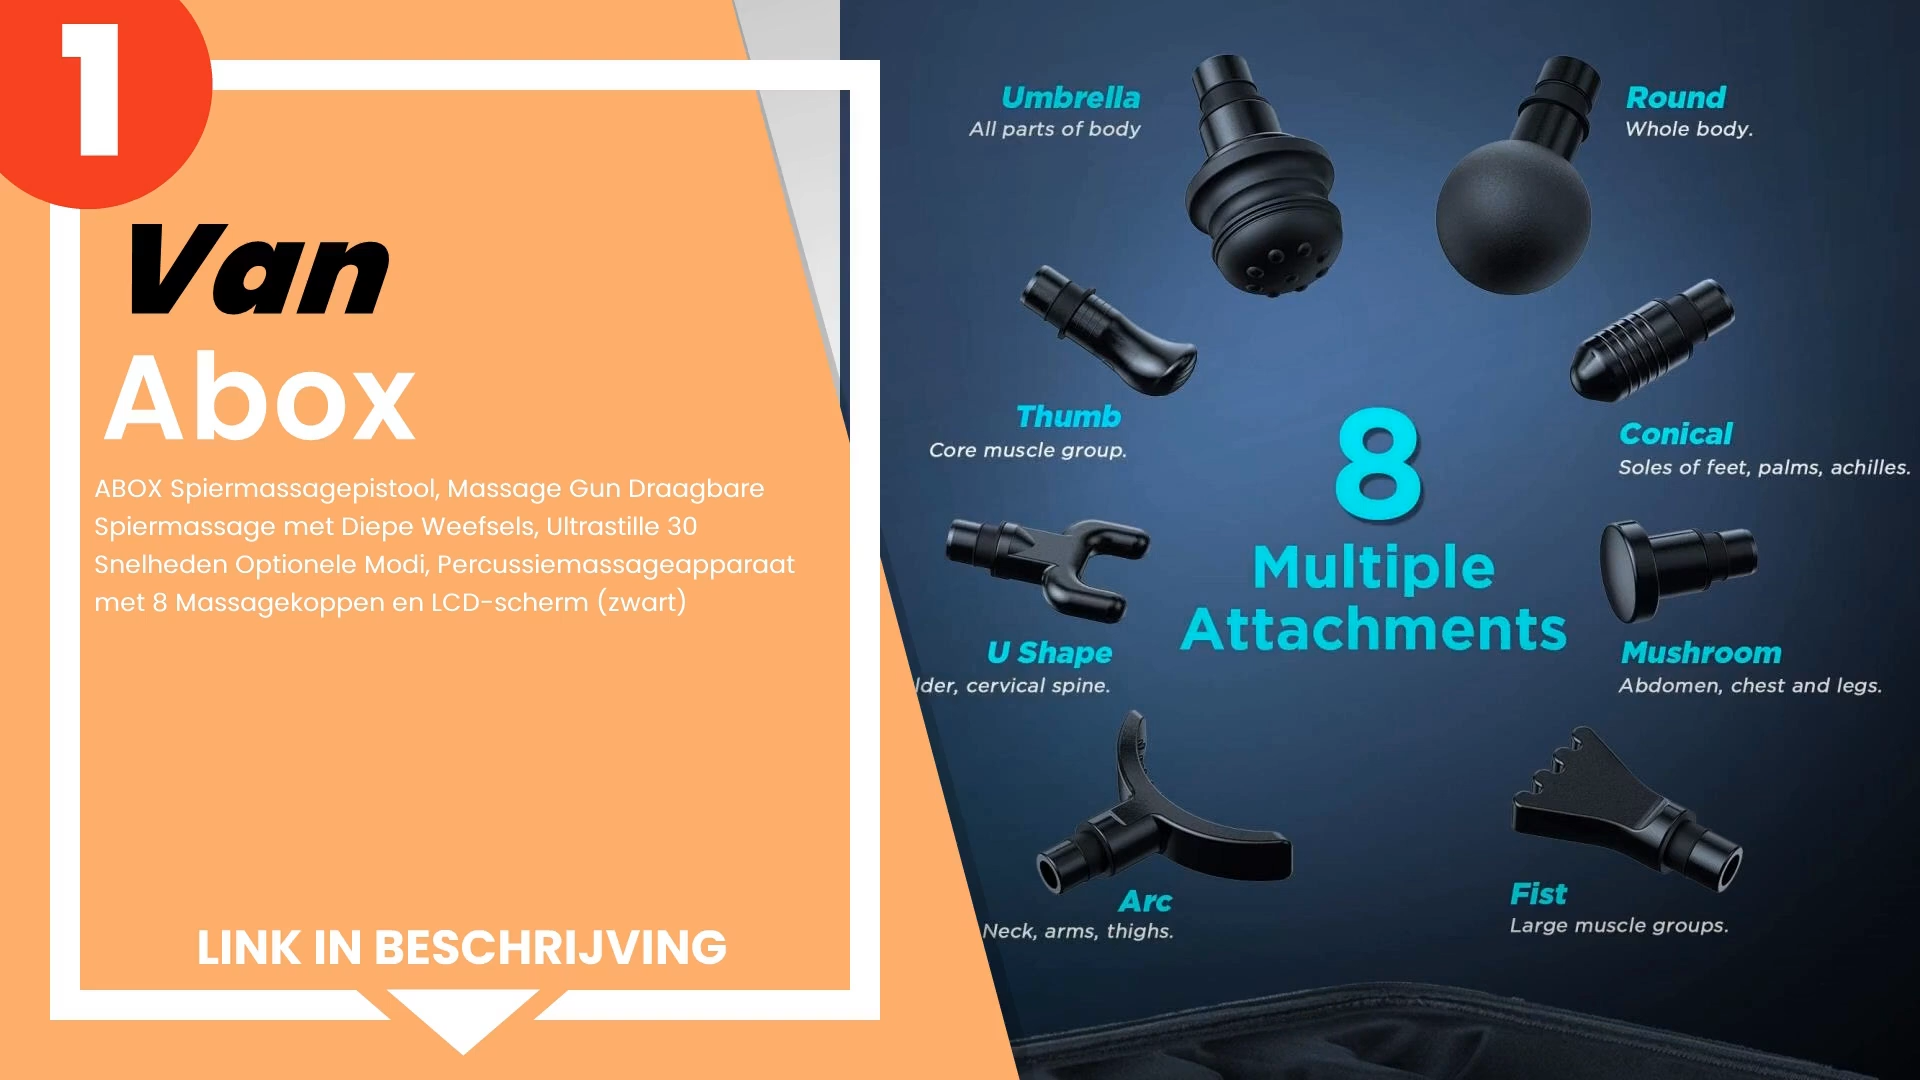 1
Van
Abox
ABOX Spiermassagepistool, Massage Gun Draagbare
Spiermassage met Diepe Weefsels, Ultrastille 30
Snelheden Optionele Modi, Percussiemassageapparaat
met 8 Massagekoppen en LCD-scherm (zwart)
LINK IN BESCHRIJVING
Umbrella
All parts of body
Round
Whole body.
Thumb
Core muscle group.
Conical
Soles of feet, palms, achilles.
8
Multiple
Attachments
U Shape
cervical spine.
Mushroom
Abdomen, chest and legs.
Arc
Neck, arms, thighs.
Fist
Large muscle groups.